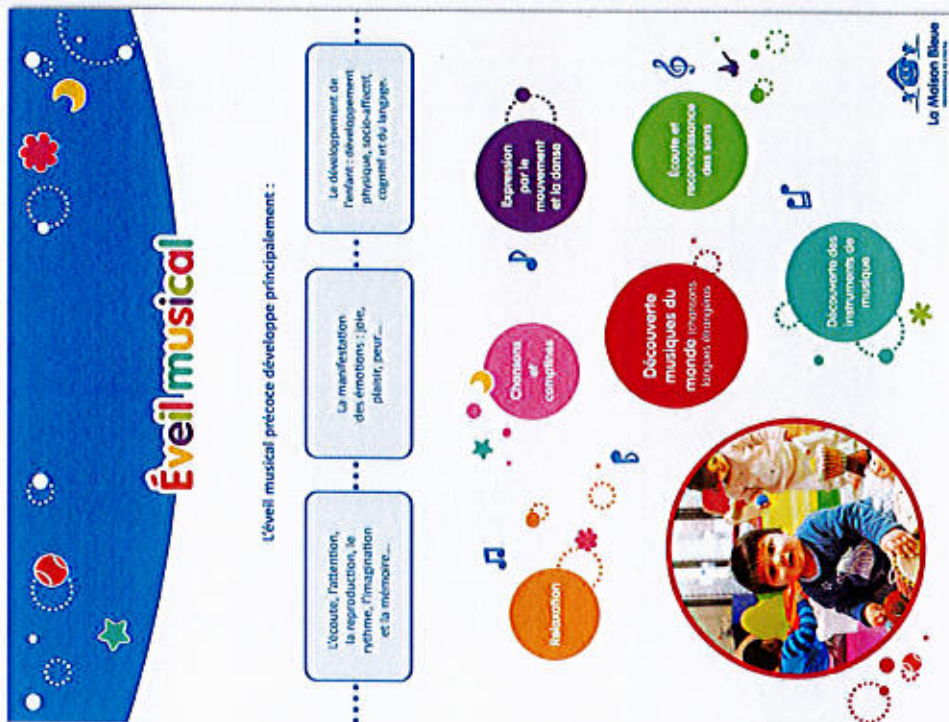 Éveil musical
L'éveil musical précoce développe principalement :
L'écoute, l'attention,
la reproduction, le
rythme, l'imagination
et la mémoire...
La manifestation
des émotions : joie,
plaisir, peur...
Le développement de
l'enfant : développement
physique, socio-affectif,
cognitif et du langage.
Relaxation
Chansons
et
comptines
Expression
par le
mouvement
et la danse
Découverte
musiques du
monde (chansons
langues étrangères
Écoute et
reconnaissance
des sons
Découverte des
instruments de
musique
La Maison Bleue